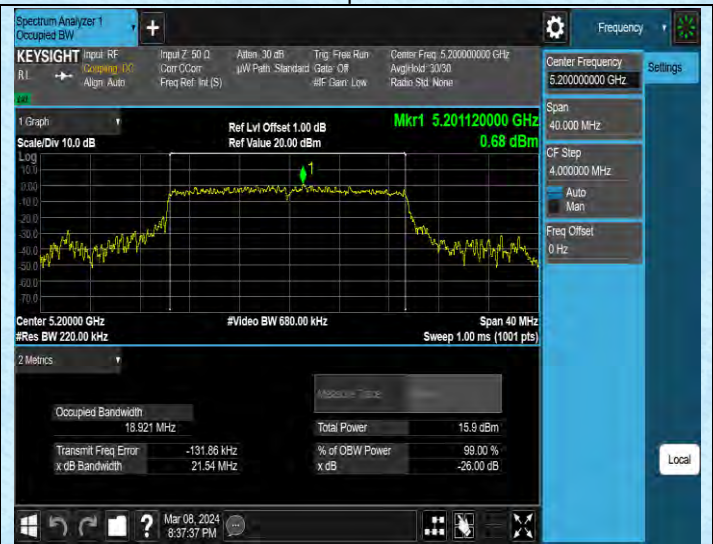 Spectrum Analyzer 1
Occupied BW
+
Frequency
KEYSIGHT
Input: RF
Input Z: 50 Ω
Atten: 30 dB
Trig: Free Run
Center Freq: 5.200000000 GHz
RL
Coupling: DC
Corr CCorr
µW Path: Standard
Gate: Off
Avg|Hold: 30/30
Align: Auto
Freq Ref: Int (S)
#IF Gain: Low
Radio Std: None
Center Frequency
5.200000000 GHz
Settings
Span
40.000 MHz
CF Step
4.000000 MHz
Auto
Man
Freq Offset
0 Hz
1 Graph
Ref Lvl Offset 1.00 dB
Mkr1 5.201120000 GHz
Scale/Div 10.0 dB
Ref Value 20.00 dBm
0.68 dBm
Log
10.0
0.00
-10.0
-20.0
-30.0
-40.0
-50.0
-60.0
-70.0
1
Center 5.20000 GHz
#Video BW 680.00 kHz
Span 40 MHz
#Res BW 220.00 kHz
Sweep 1.00 ms (1001 pts)
2 Metrics
Measure Trace
Occupied Bandwidth
18.921 MHz
Total Power
15.9 dBm
Transmit Freq Error
-131.86 kHz
% of OBW Power
99.00 %
x dB Bandwidth
21.54 MHz
x dB
-26.00 dB
Local
?
Mar 08, 2024
8:37:37 PM